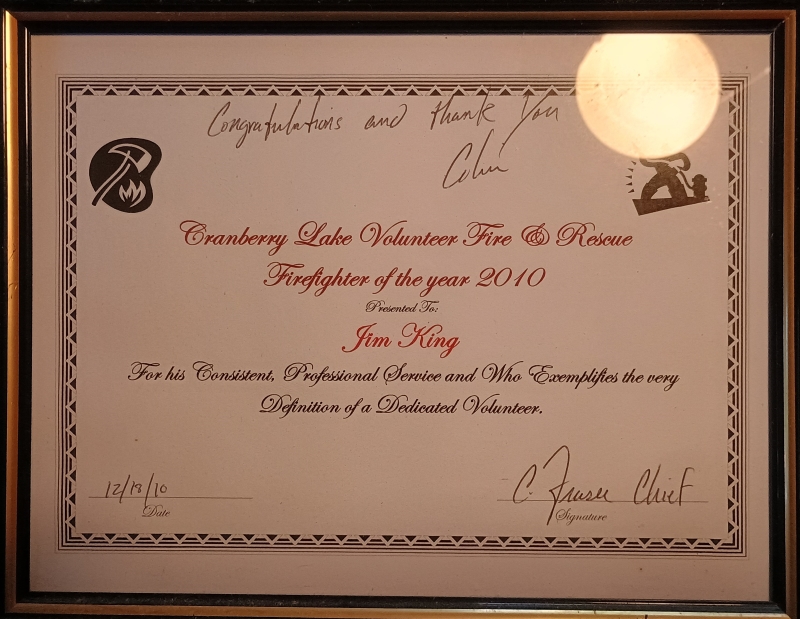 Congratulations and thank you
Colin
Cranberry Lake Volunteer Fire & Rescue
Firefighter of the year 2010
Presented To:
Jim King
For his Consistent, Professional Service and Who Exemplifies the very
Definition of a Dedicated Volunteer.
12/18/10
C. Fraser Chief
Date
Signature